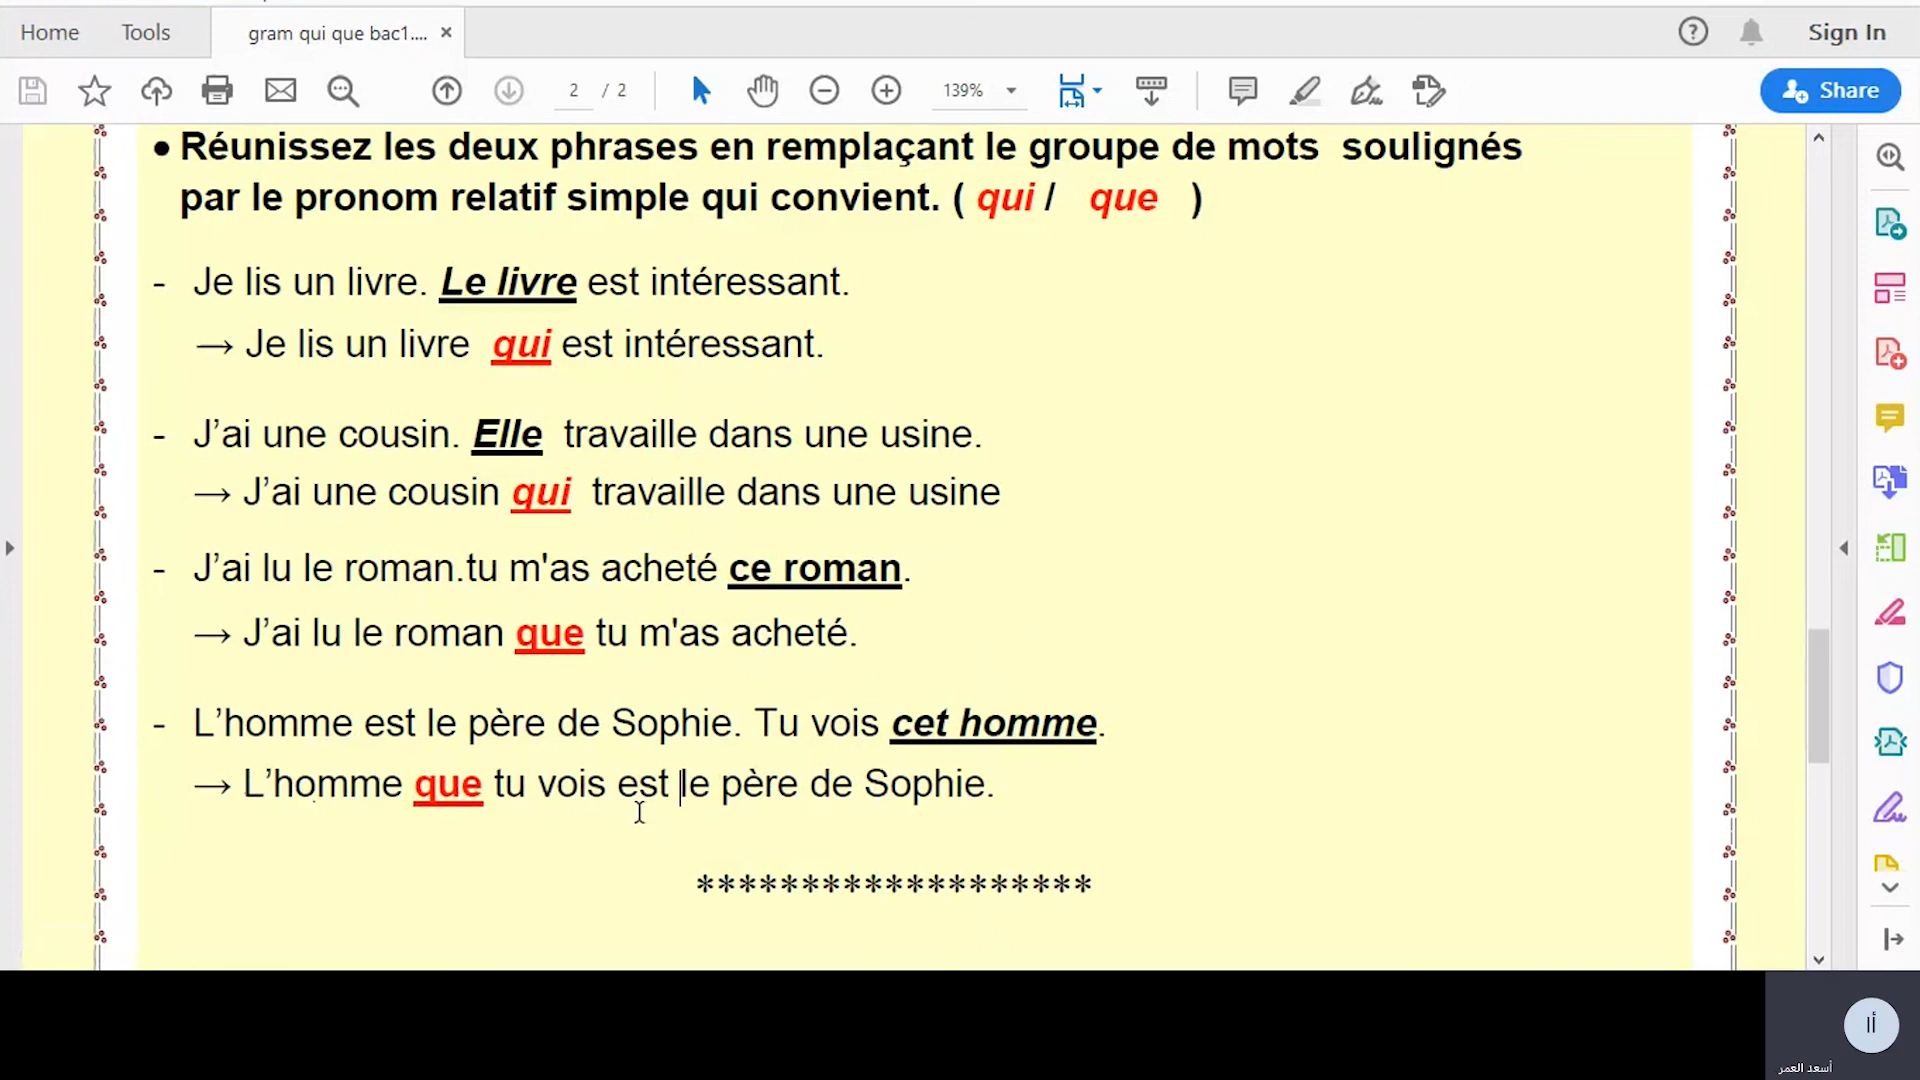 Home Tools gram qui que bac1.... × Sign In
2 / 2 139% Share
• Réunissez les deux phrases en remplaçant le groupe de mots soulignés
par le pronom relatif simple qui convient. ( qui / que )
- Je lis un livre. Le livre est intéressant.
→ Je lis un livre qui est intéressant.
- J’ai une cousin. Elle travaille dans une usine.
→ J’ai une cousin qui travaille dans une usine
- J’ai lu le roman.tu m'as acheté ce roman.
→ J’ai lu le roman que tu m'as acheté.
- L’homme est le père de Sophie. Tu vois cet homme.
→ L’homme que tu vois est le père de Sophie.
*******************
أا
أسعد العمر